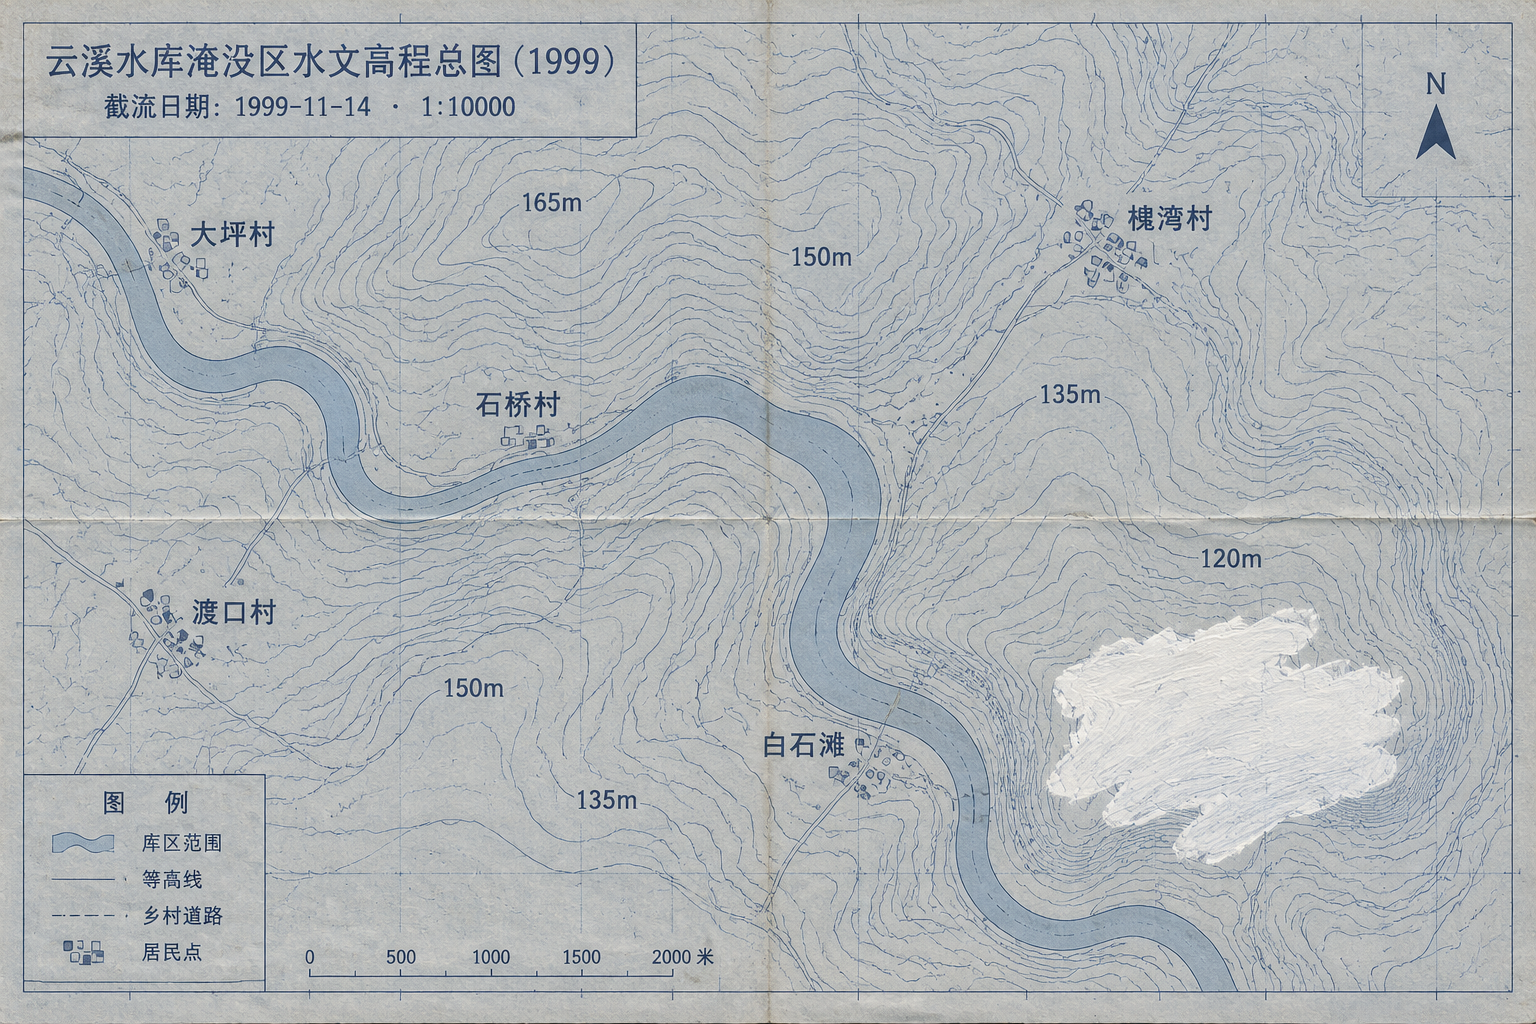 云溪水库淹没区水文高程总图(1999)
截流日期: 1999-11-14 · 1:10000
N
165m
大坪村
槐湾村
150m
135m
石桥村
120m
渡口村
150m
白石滩
135m
图 例
库区范围
等高线
乡村道路
居民点
0 500 1000 1500 2000 米